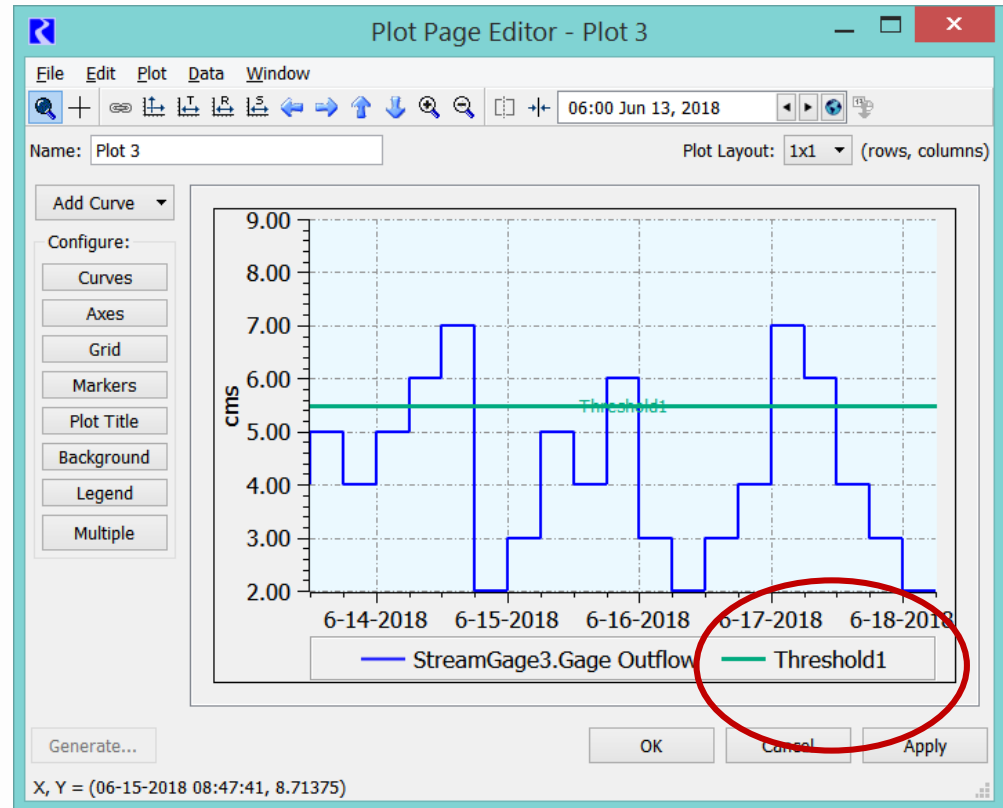 Plot Page Editor - Plot 3
File Edit Plot Data Window
T R S 06:00 Jun 13, 2018 13
Name: Plot 3 Plot Layout: 1x1 (rows, columns)
Add Curve
Configure:
Curves
Axes
Grid
Markers
Plot Title
Background
Legend
Multiple
9.00
8.00
7.00
6.00
5.00
4.00
3.00
2.00
cms
Threshold1
6-14-2018 6-15-2018 6-16-2018 6-17-2018 6-18-2018
StreamGage3.Gage Outflow Threshold1
Generate... OK Cancel Apply
X, Y = (06-15-2018 08:47:41, 8.71375)